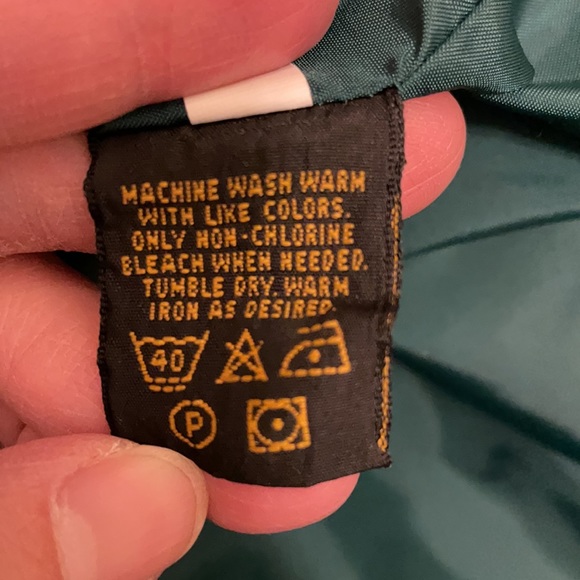 MACHINE WASH WARM
WITH LIKE COLORS.
ONLY NON-CHLORINE
BLEACH WHEN NEEDED.
TUMBLE DRY. WARM
IRON AS DESIRED.
40
P